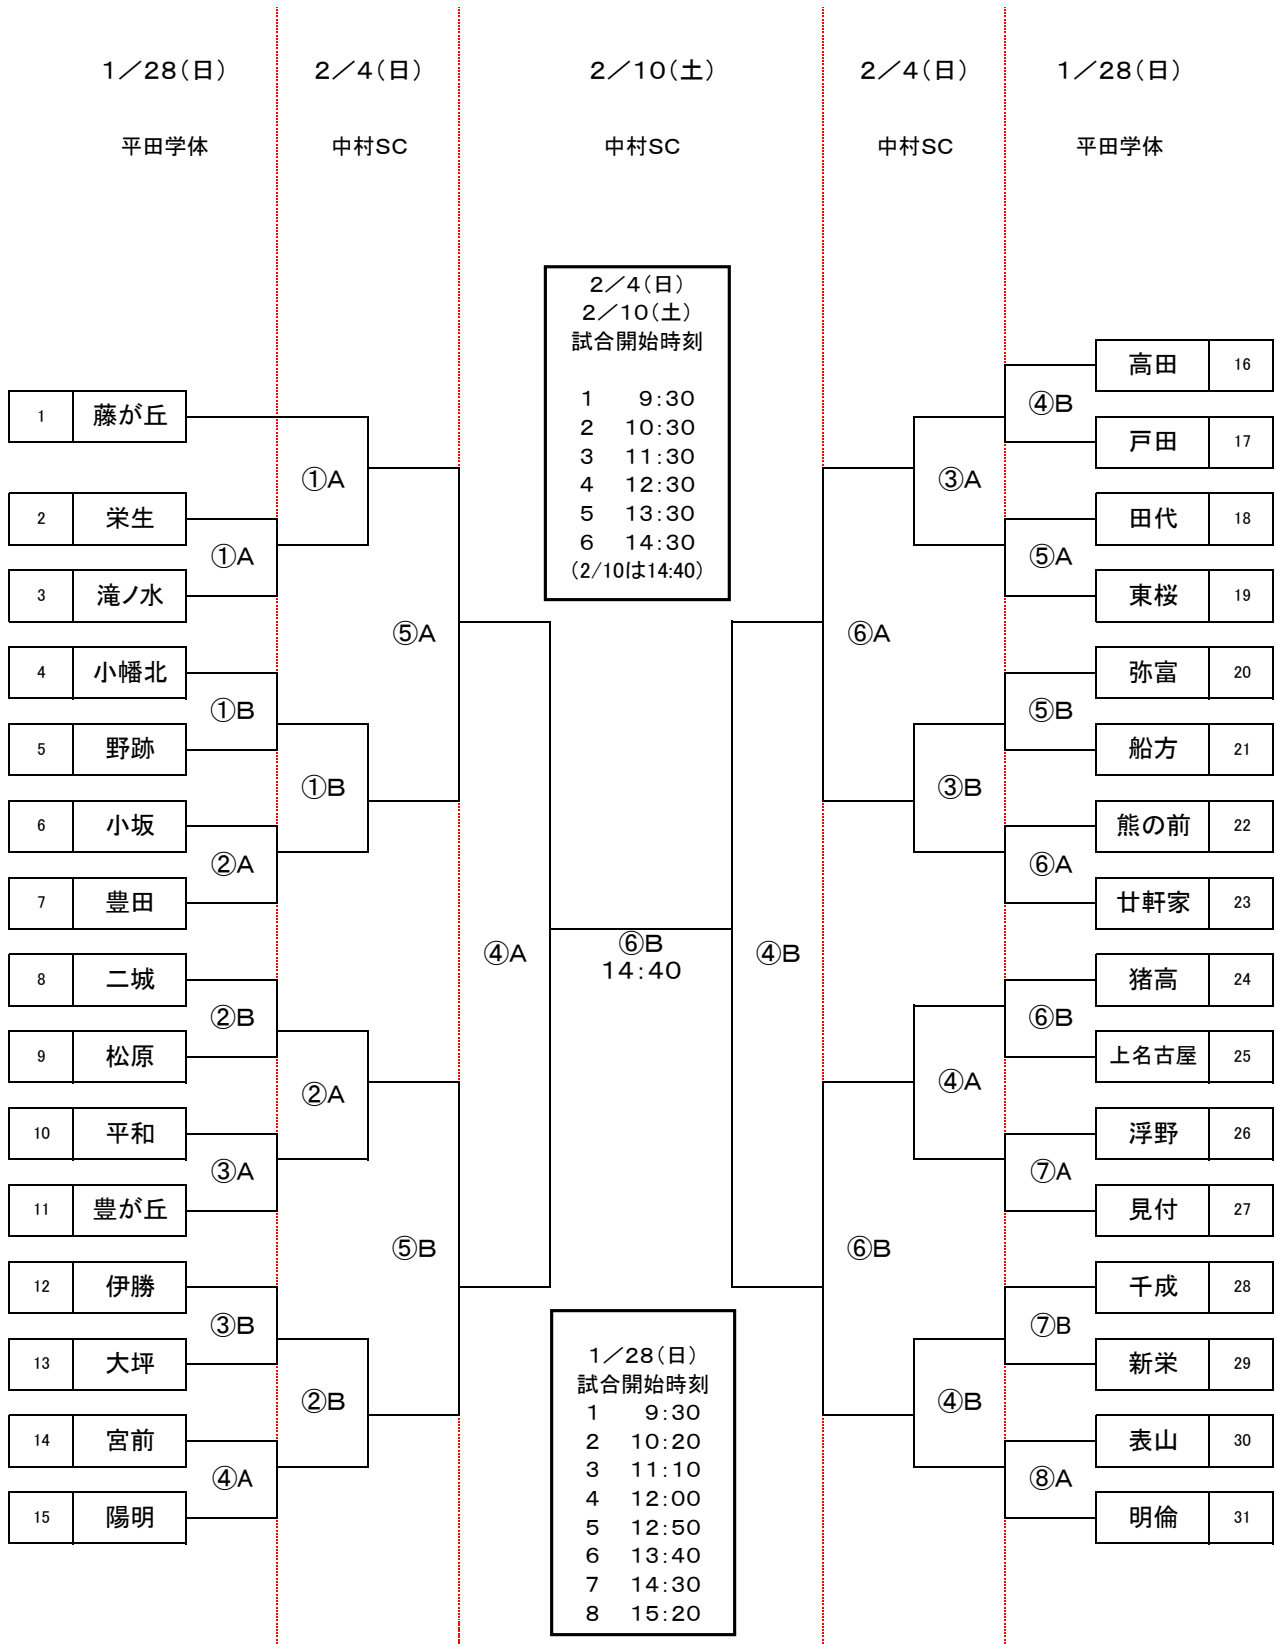 1／28(日)
2／4(日)
2／10(土)
2／4(日)
1／28(日)
平田学体
中村SC
中村SC
中村SC
平田学体
2／4(日)
2／10(土)
試合開始時刻
1 9:30
2 10:30
3 11:30
4 12:30
5 13:30
6 14:30
(2/10は14:40)
1 藤が丘
2 栄生
3 滝ノ水
4 小幡北
5 野跡
6 小坂
7 豊田
8 二城
9 松原
10 平和
11 豊が丘
12 伊勝
13 大坪
14 宮前
15 陽明
①A
①B
②A
②B
③A
③B
④A
①A
①B
②A
②B
⑤A
⑤B
④A
⑥B
14:40
④B
⑥A
⑥B
③A
③B
④A
④B
④B
⑤A
⑤B
⑥A
⑥B
⑦A
⑦B
⑧A
高田 16
戸田 17
田代 18
東桜 19
弥富 20
船方 21
熊の前 22
廿軒家 23
猪高 24
上名古屋 25
浮野 26
見付 27
千成 28
新栄 29
表山 30
明倫 31
1／28(日)
試合開始時刻
1 9:30
2 10:20
3 11:10
4 12:00
5 12:50
6 13:40
7 14:30
8 15:20